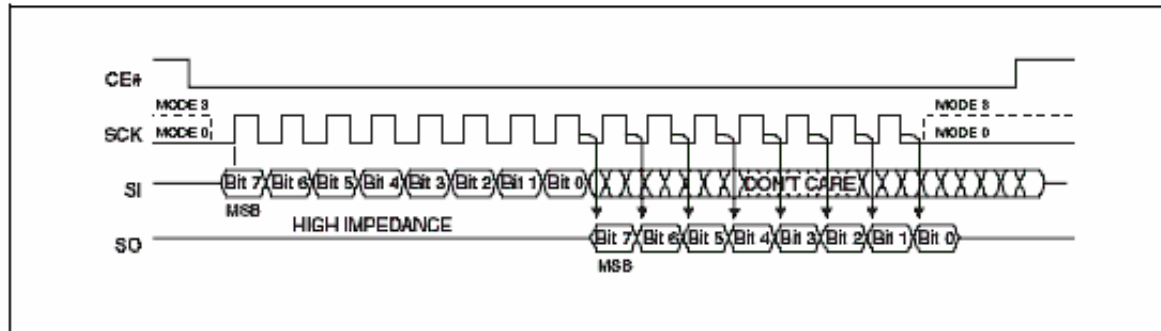 CE#
MODE 3
MODE 3
SCK
MODE 0
MODE 0
SI
Bit 7
Bit 6
Bit 5
Bit 4
Bit 3
Bit 2
Bit 1
Bit 0
DON'T CARE
MSB
HIGH IMPEDANCE
SO
Bit 7
Bit 6
Bit 5
Bit 4
Bit 3
Bit 2
Bit 1
Bit 0
MSB